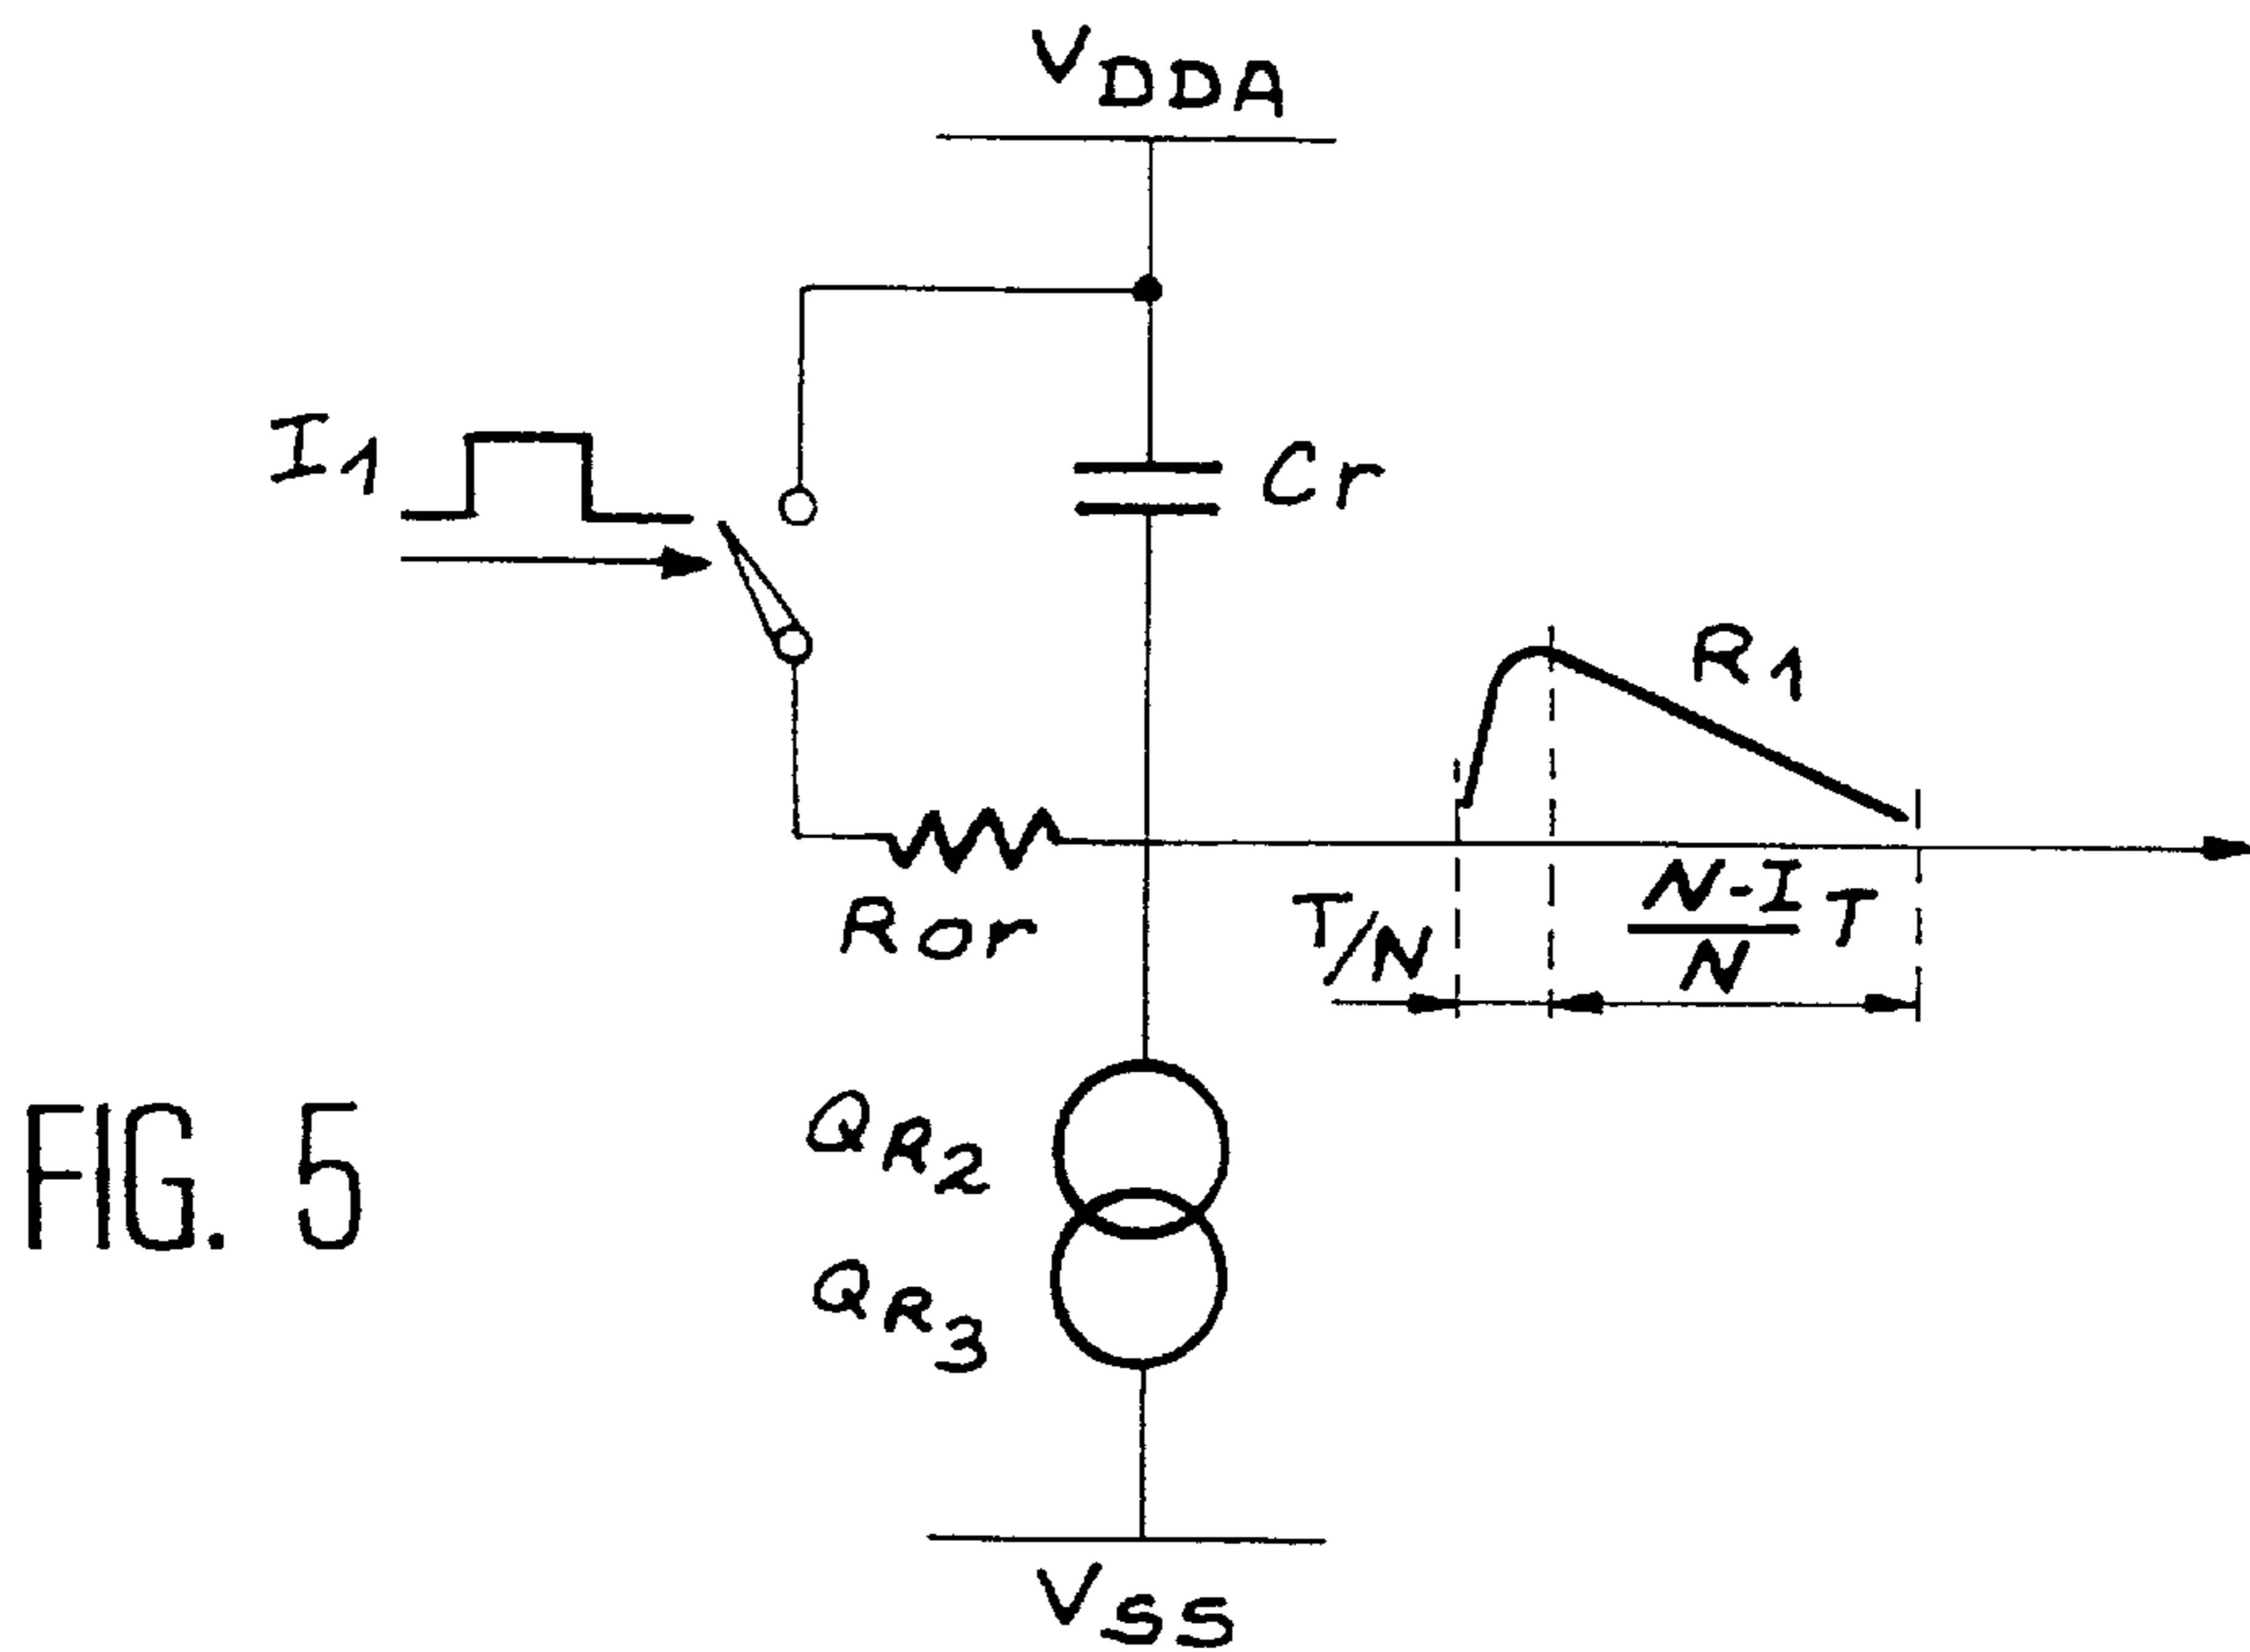 VDDA
I1
Cr
R1
Ror
T/N
N-I
N
T
QR2
QR3
FIG. 5
VSS